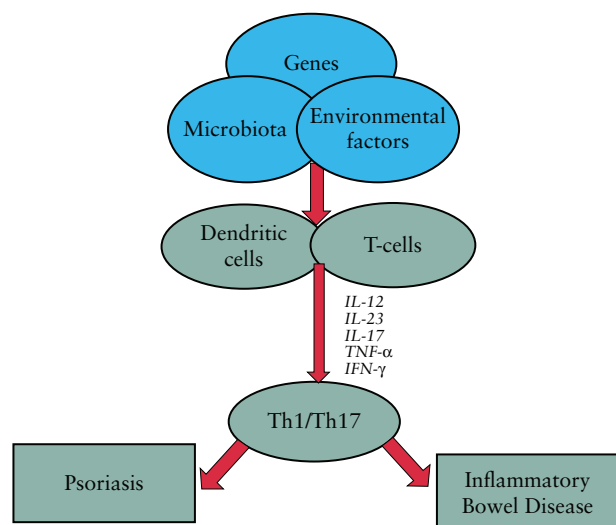 Genes
Microbiota
Environmental
factors
Dendritic
cells
T-cells
IL-12
IL-23
IL-17
TNF-α
IFN-γ
Th1/Th17
Psoriasis
Inflammatory
Bowel Disease